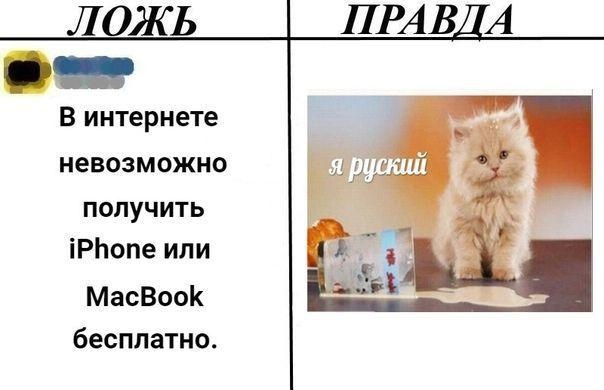 ЛОЖЬ
ПРАВДА
В интернете
невозможно
получить
iPhone или
MacBook
бесплатно.
я руский